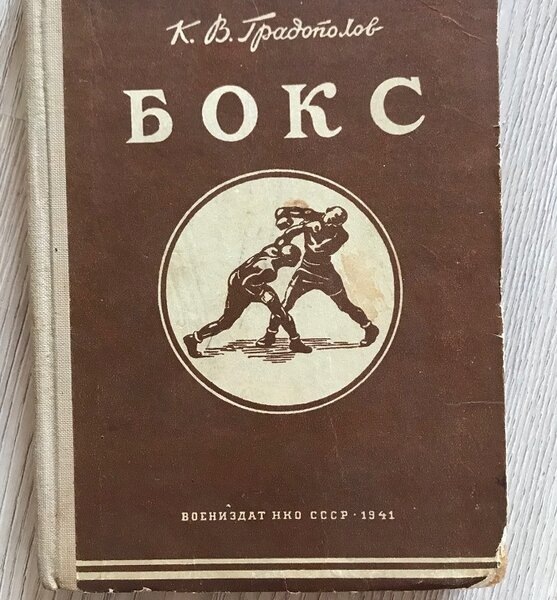 К. В. Градополов
БОКС
ВОЕНИЗДАТ НКО СССР · 1941